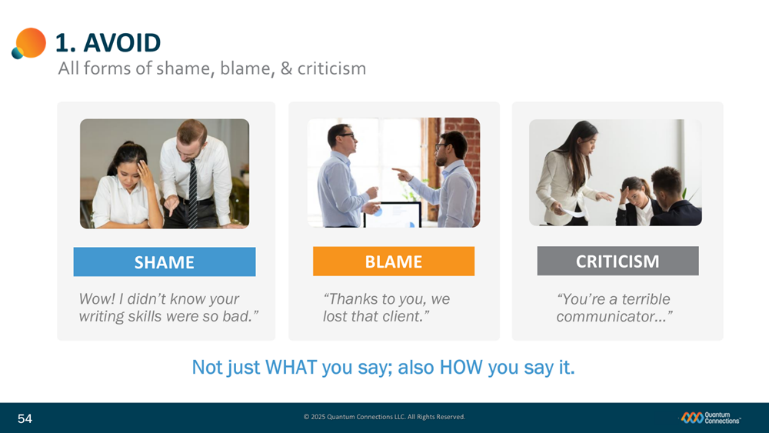 1. AVOID
All forms of shame, blame, & criticism
SHAME
Wow! I didn’t know your
writing skills were so bad.”
BLAME
“Thanks to you, we
lost that client.”
CRITICISM
“You’re a terrible
communicator...”
Not just WHAT you say; also HOW you say it.
54
© 2025 Quantum Connections LLC. All Rights Reserved.
Quantum
Connections